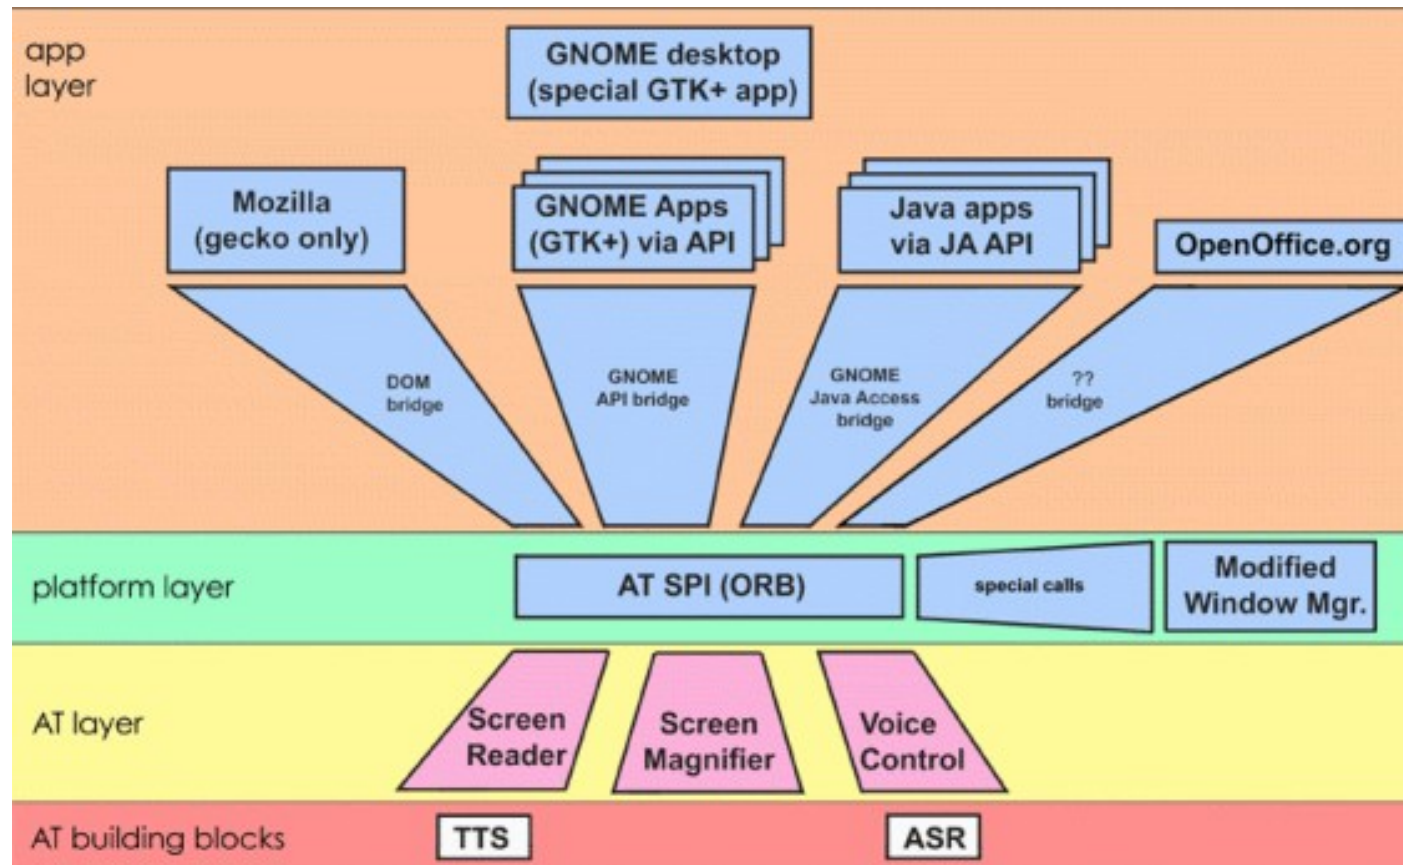 app
layer
GNOME desktop
(special GTK+ app)
Mozilla
(gecko only)
GNOME Apps
(GTK+) via API
Java apps
via JA API
OpenOffice.org
DOM
bridge
GNOME
API bridge
GNOME
Java Access
bridge
??
bridge
platform layer
AT SPI (ORB)
special calls
Modified
Window Mgr.
AT layer
Screen
Reader
Screen
Magnifier
Voice
Control
AT building blocks
TTS
ASR